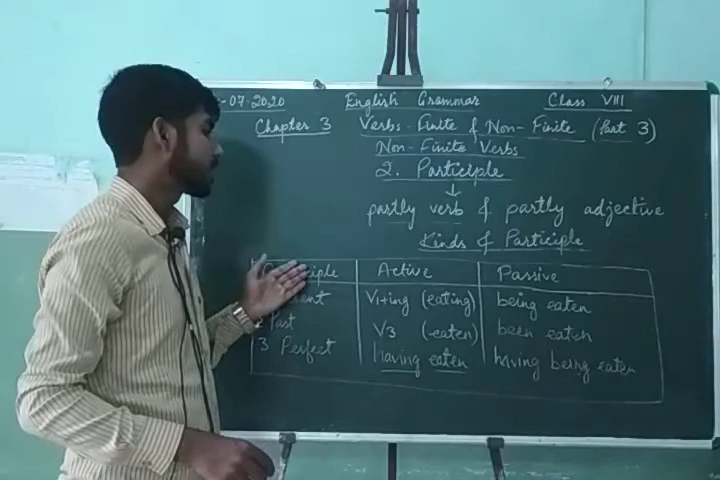 -07-2020 English Grammar Class VIII
Chapter 3 Verbs-Finite & Non-Finite (Part 3)
Non-Finite Verbs
2. Participle
partly verb & partly adjective
Kinds of Participle
Active Passive
V1+ing (eating) being eaten
2 Past V3 (-eaten) been eaten
3 Perfect having eaten having being eaten